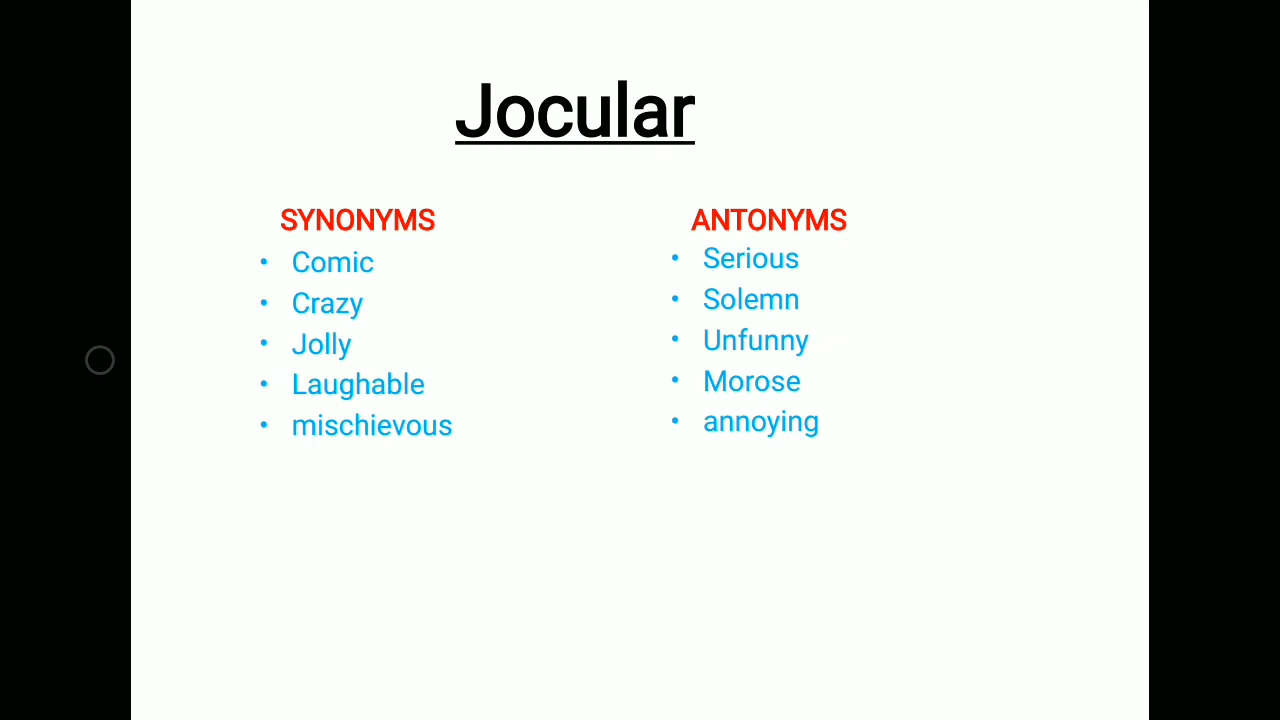 Jocular
SYNONYMS
• Comic
• Crazy
• Jolly
• Laughable
• mischievous
ANTONYMS
• Serious
• Solemn
• Unfunny
• Morose
• annoying